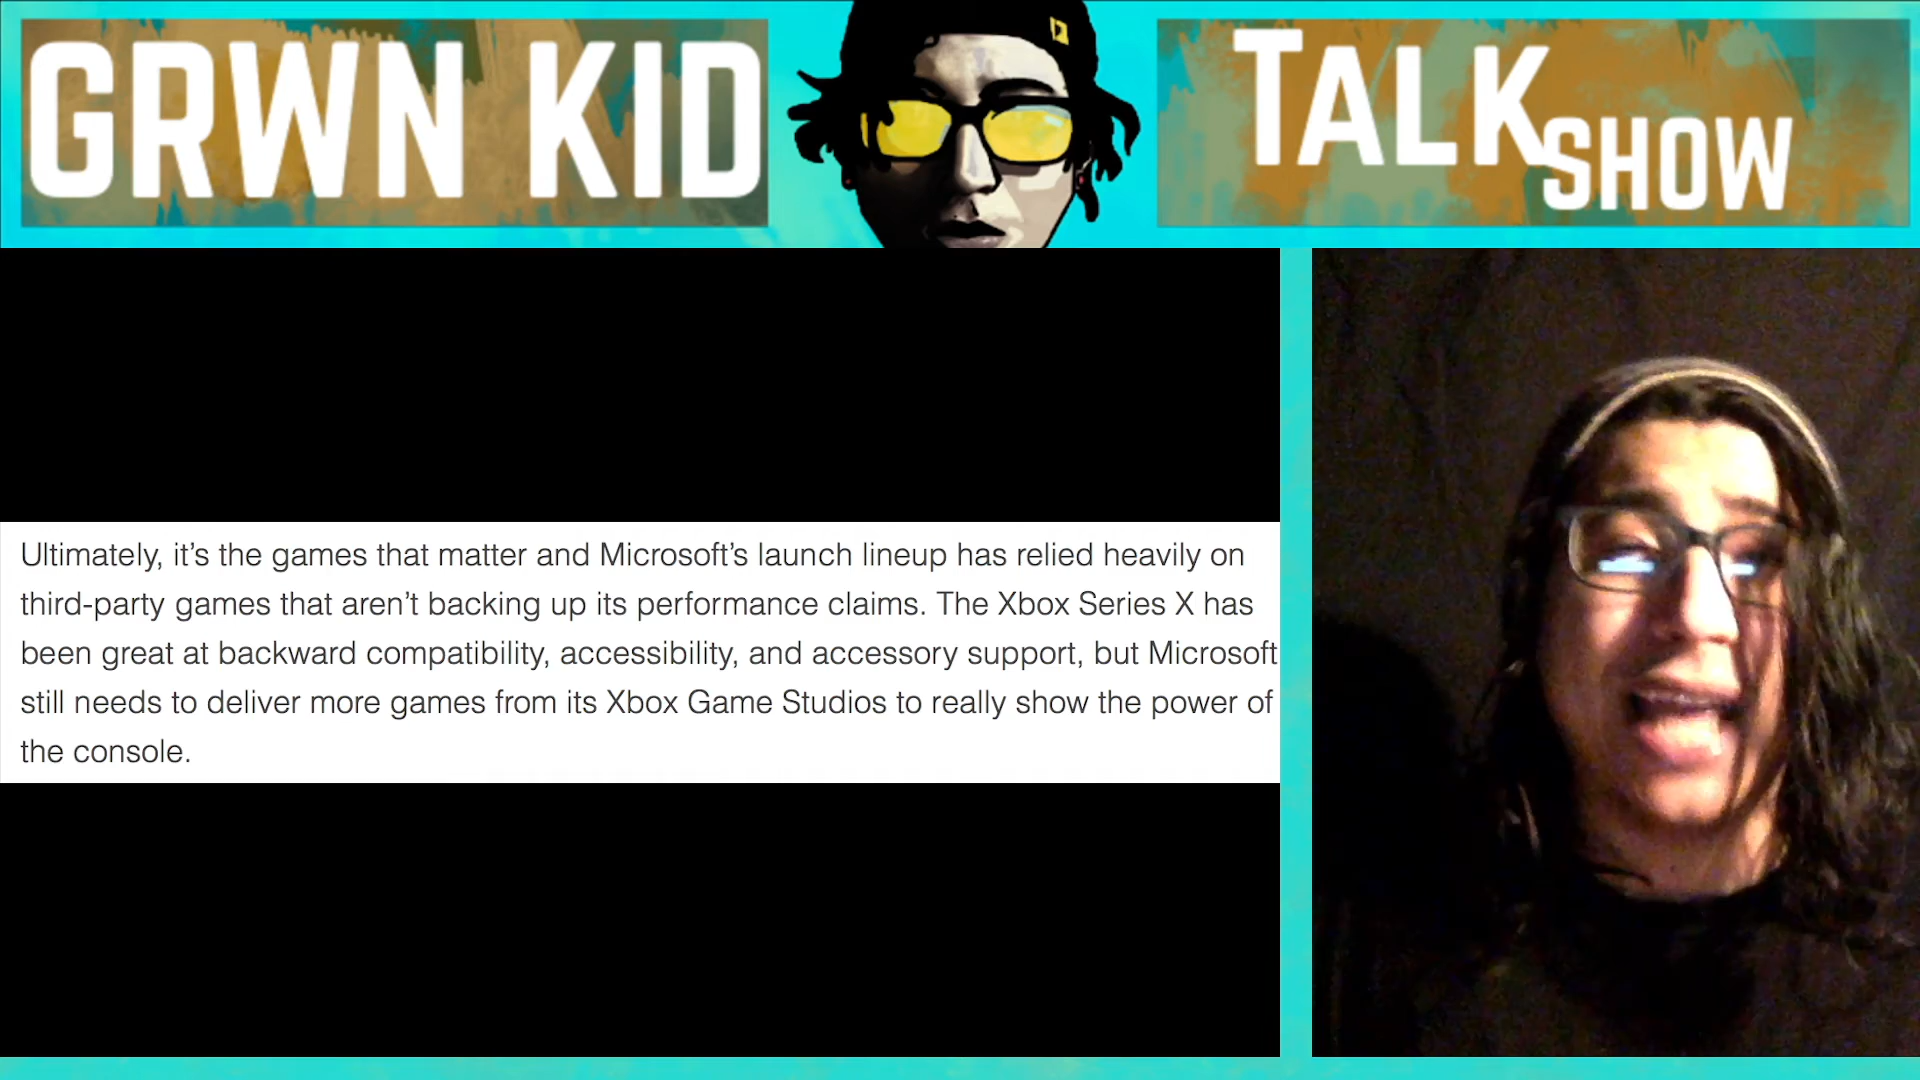 GRWN KID
TALK SHOW
Ultimately, it’s the games that matter and Microsoft’s launch lineup has relied heavily on
third-party games that aren’t backing up its performance claims. The Xbox Series X has
been great at backward compatibility, accessibility, and accessory support, but Microsoft
still needs to deliver more games from its Xbox Game Studios to really show the power of
the console.